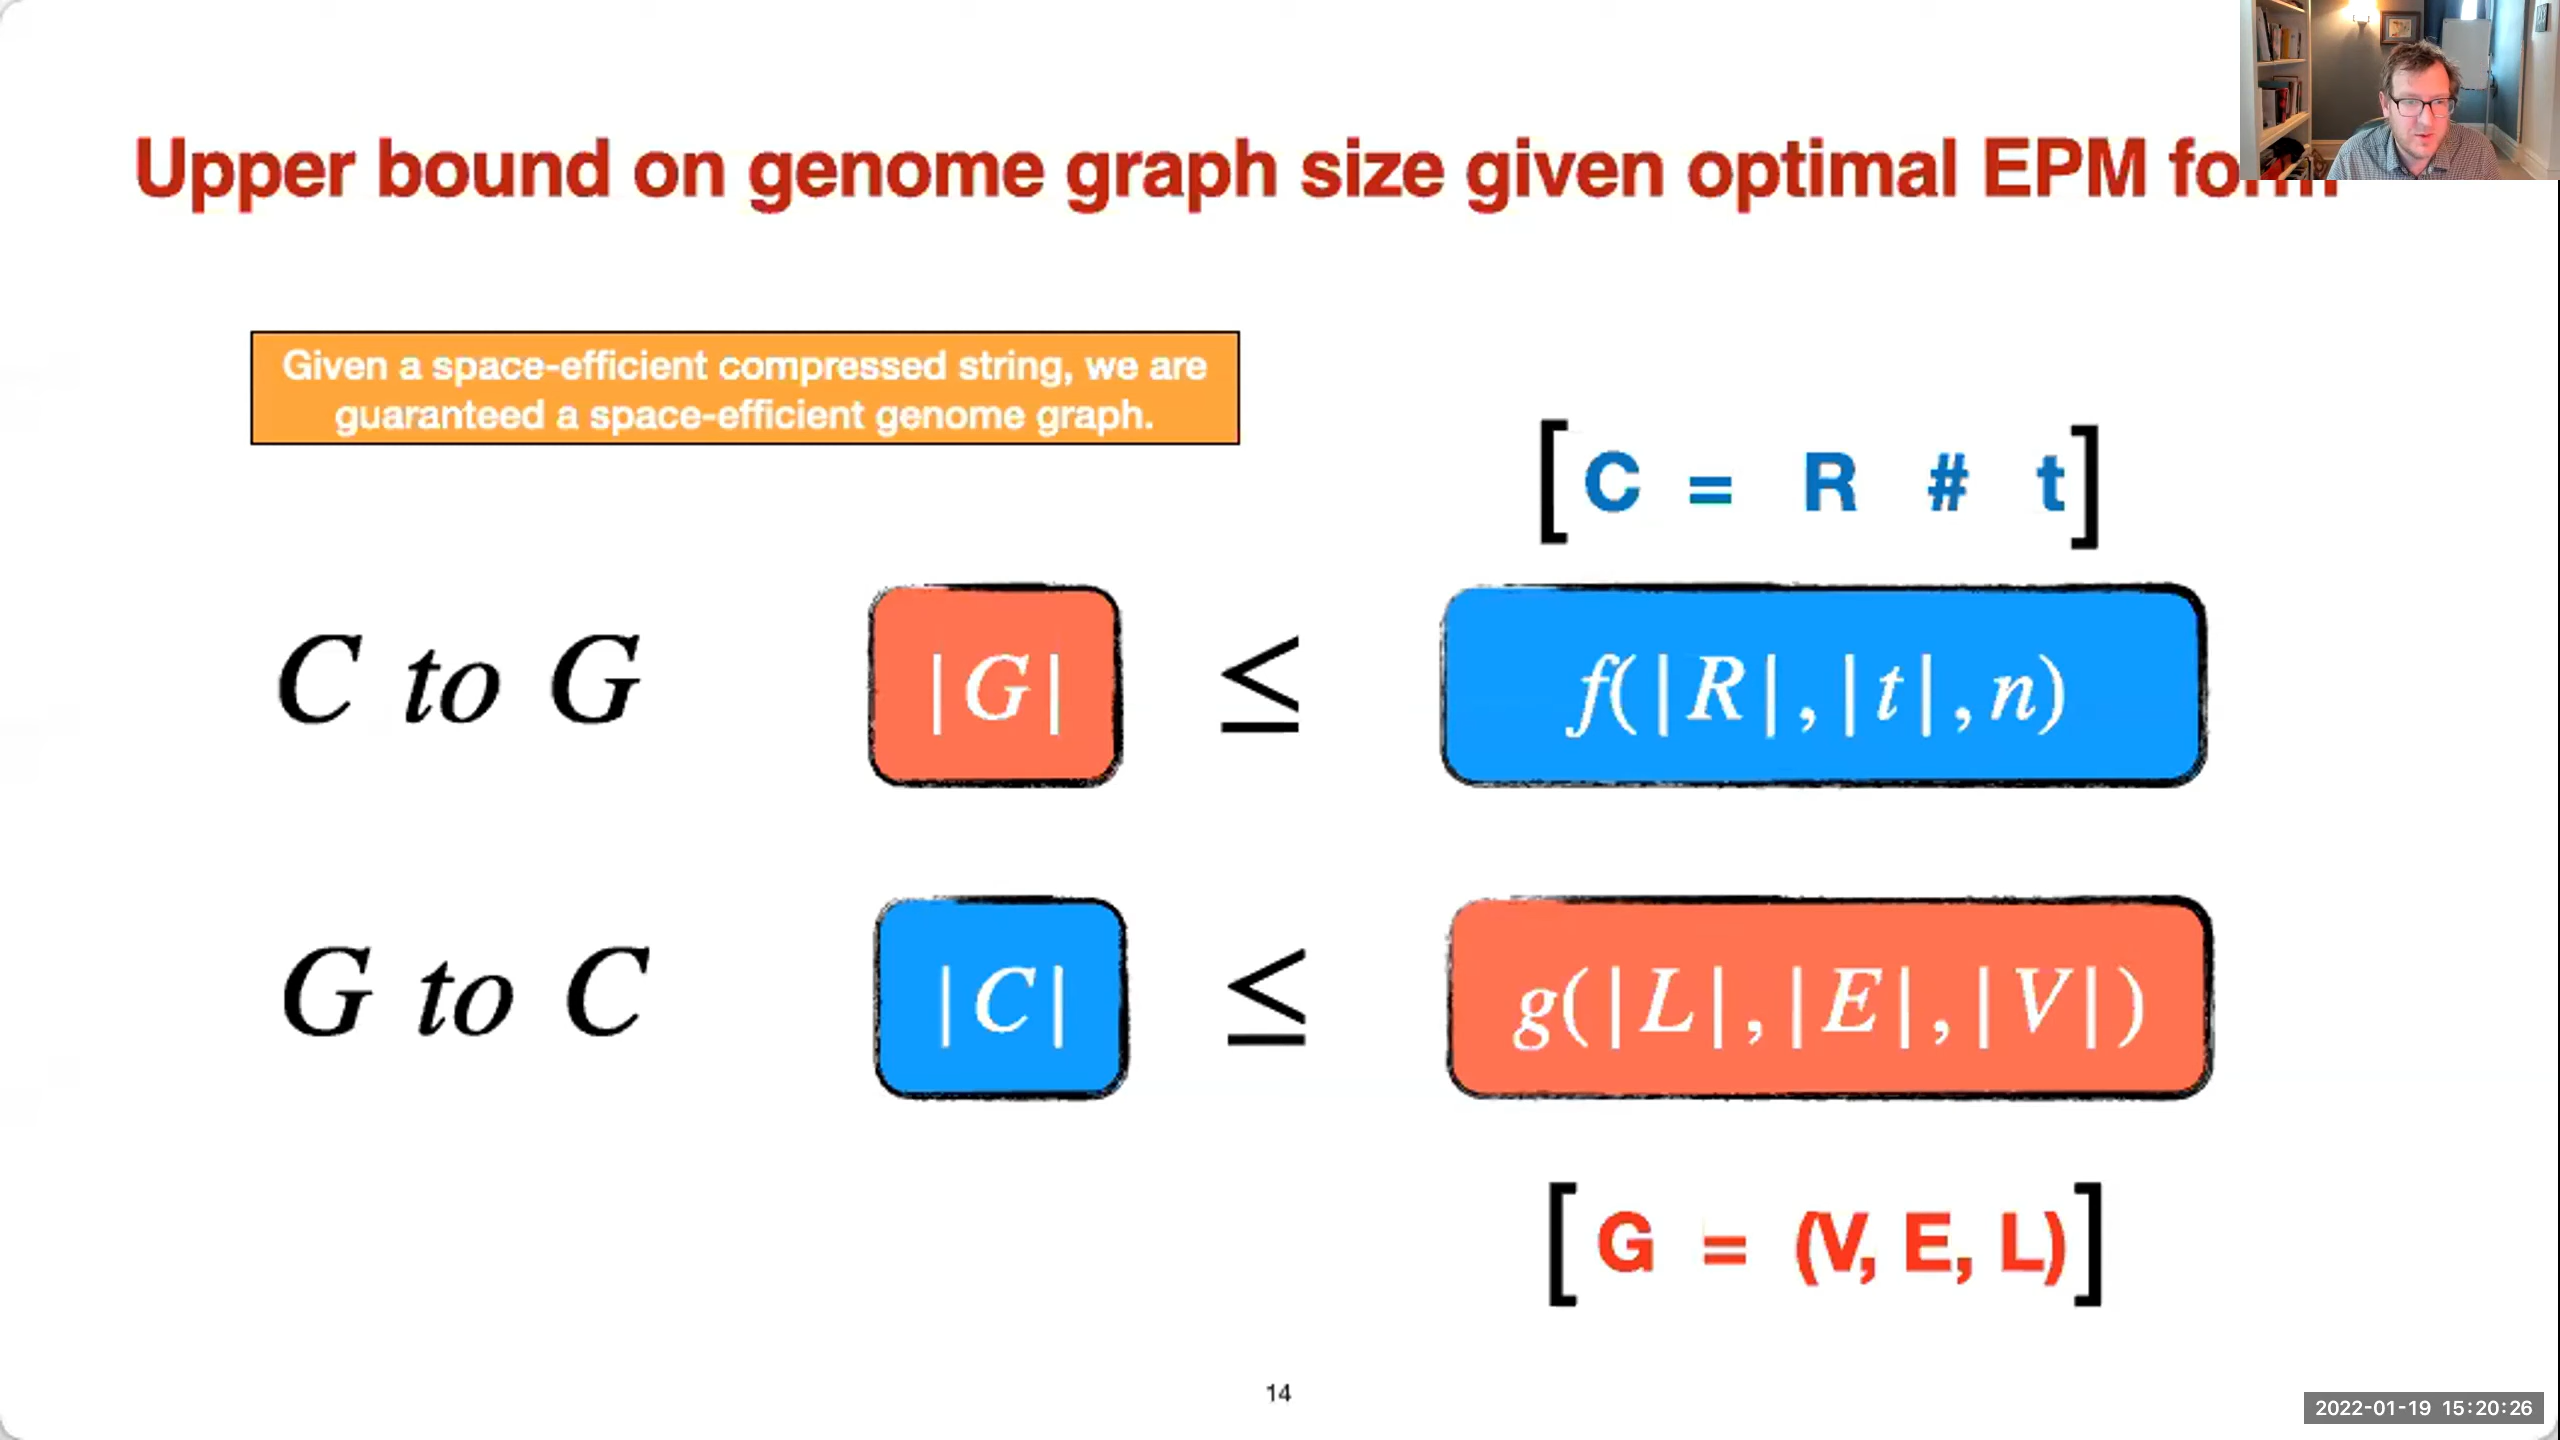 Upper bound on genome graph size given optimal EPM form
Given a space-efficient compressed string, we are
guaranteed a space-efficient genome graph.
[C = R # t]
C to G |G| ≤ f(|R|,|t|,n)
G to C |C| ≤ g(|L|,|E|,|V|)
[G = (V, E, L)]
14
2022-01-19 15:20:26